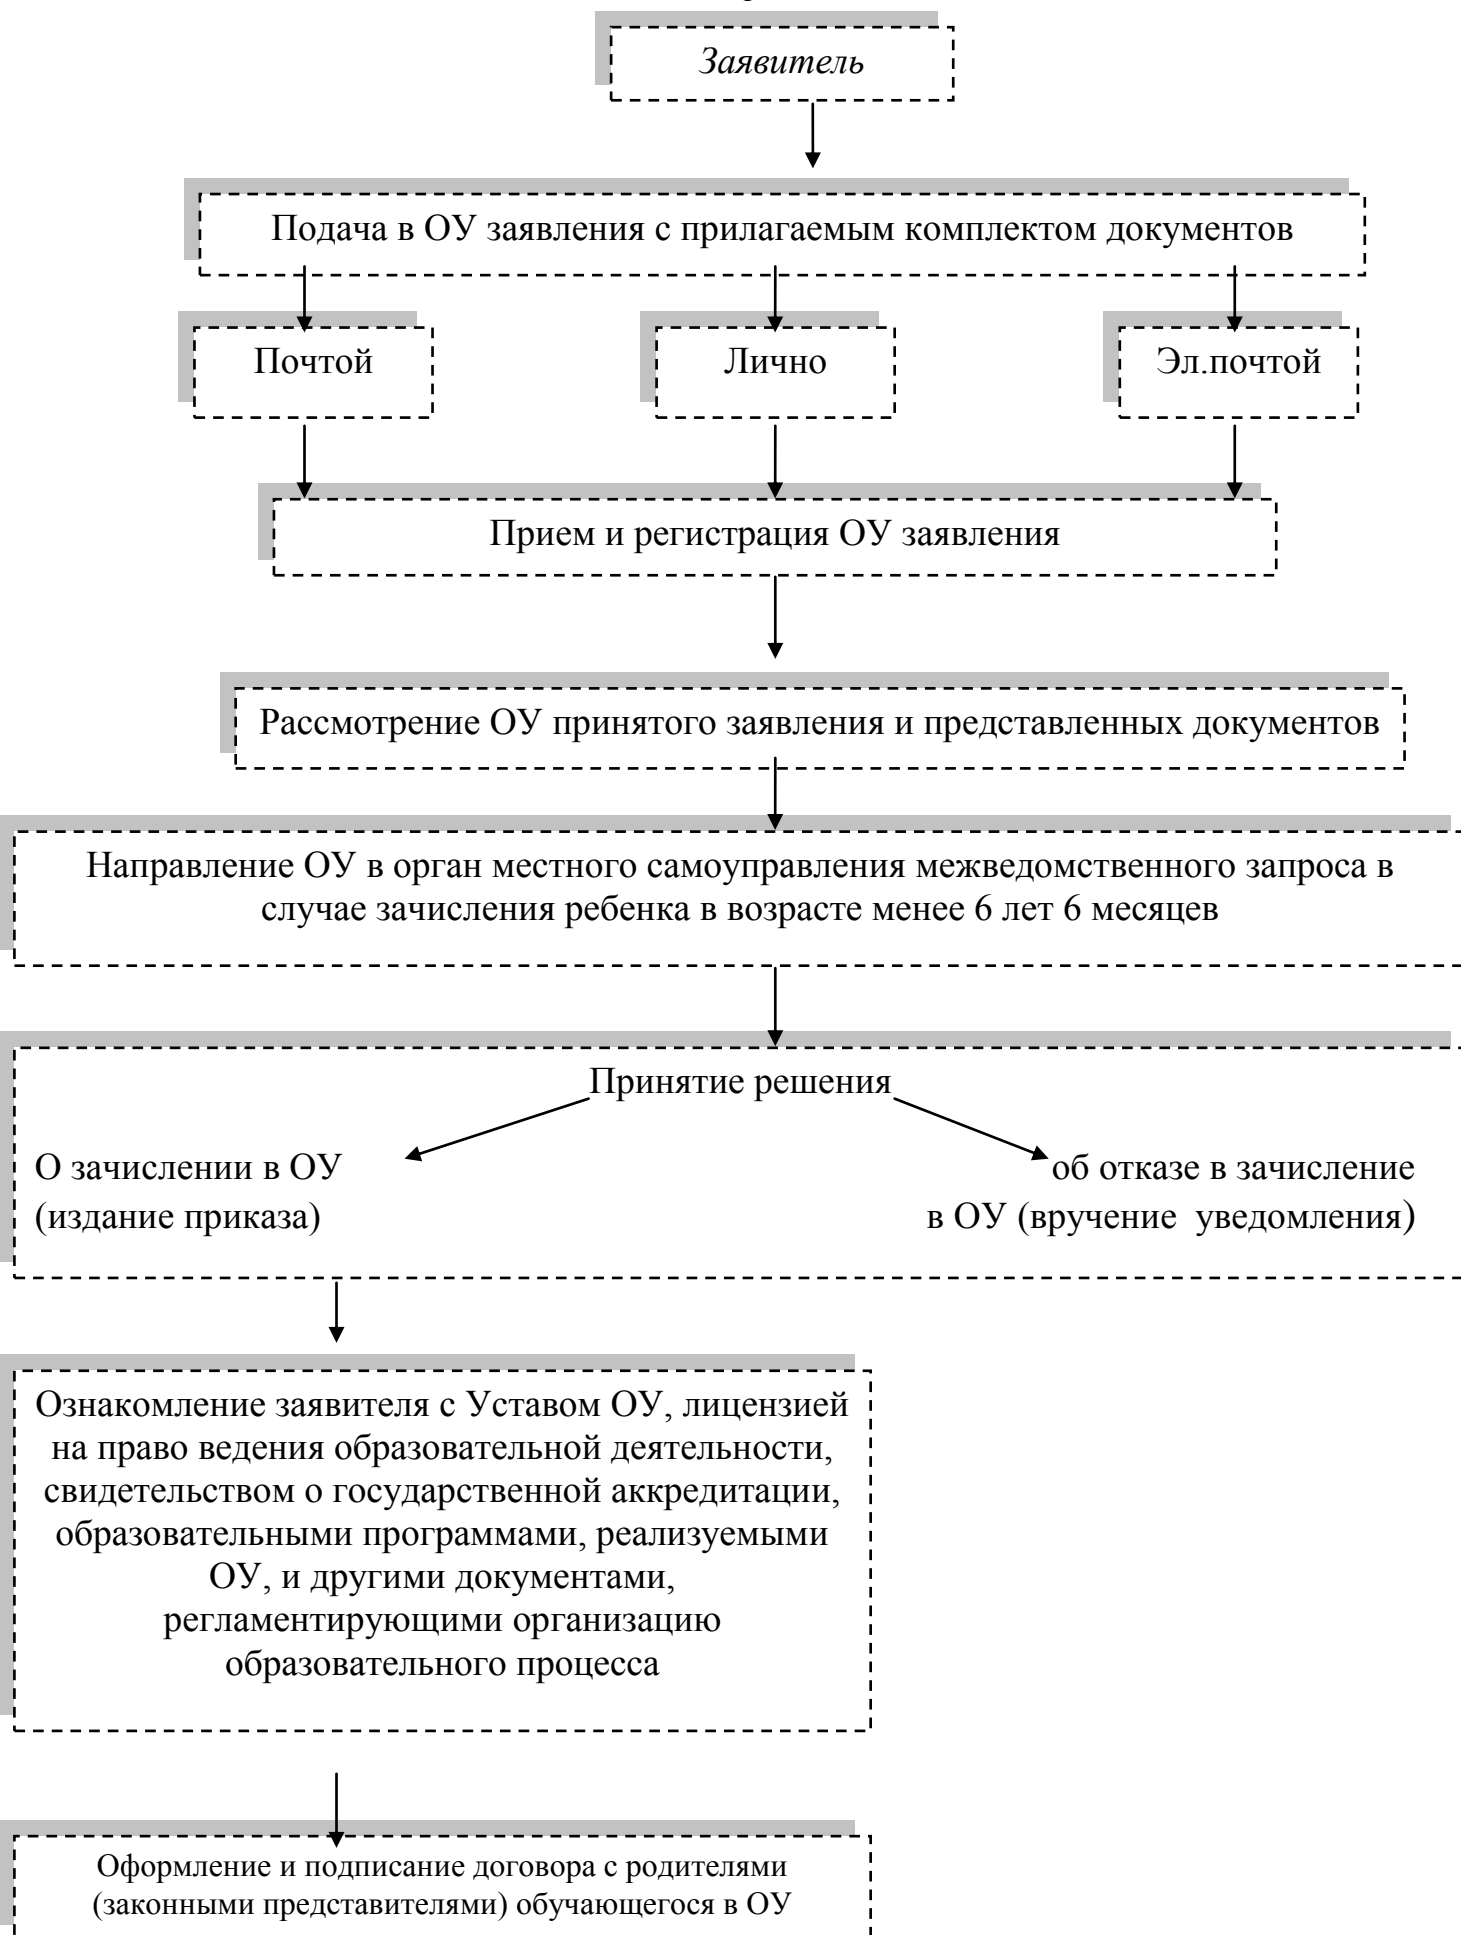 Заявитель
Подача в ОУ заявления с прилагаемым комплектом документов
Почтой
Лично
Эл.почтой
Прием и регистрация ОУ заявления
Рассмотрение ОУ принятого заявления и представленных документов
Направление ОУ в орган местного самоуправления межведомственного запроса в
случае зачисления ребенка в возрасте менее 6 лет 6 месяцев
Принятие решения
О зачислении в ОУ
об отказе в зачисление
(издание приказа)
в ОУ (вручение  уведомления)
Ознакомление заявителя с Уставом ОУ, лицензией
на право ведения образовательной деятельности,
свидетельством о государственной аккредитации,
образовательными программами, реализуемыми
ОУ, и другими документами,
регламентирующими организацию
образовательного процесса
Оформление и подписание договора с родителями
(законными представителями) обучающегося в ОУ